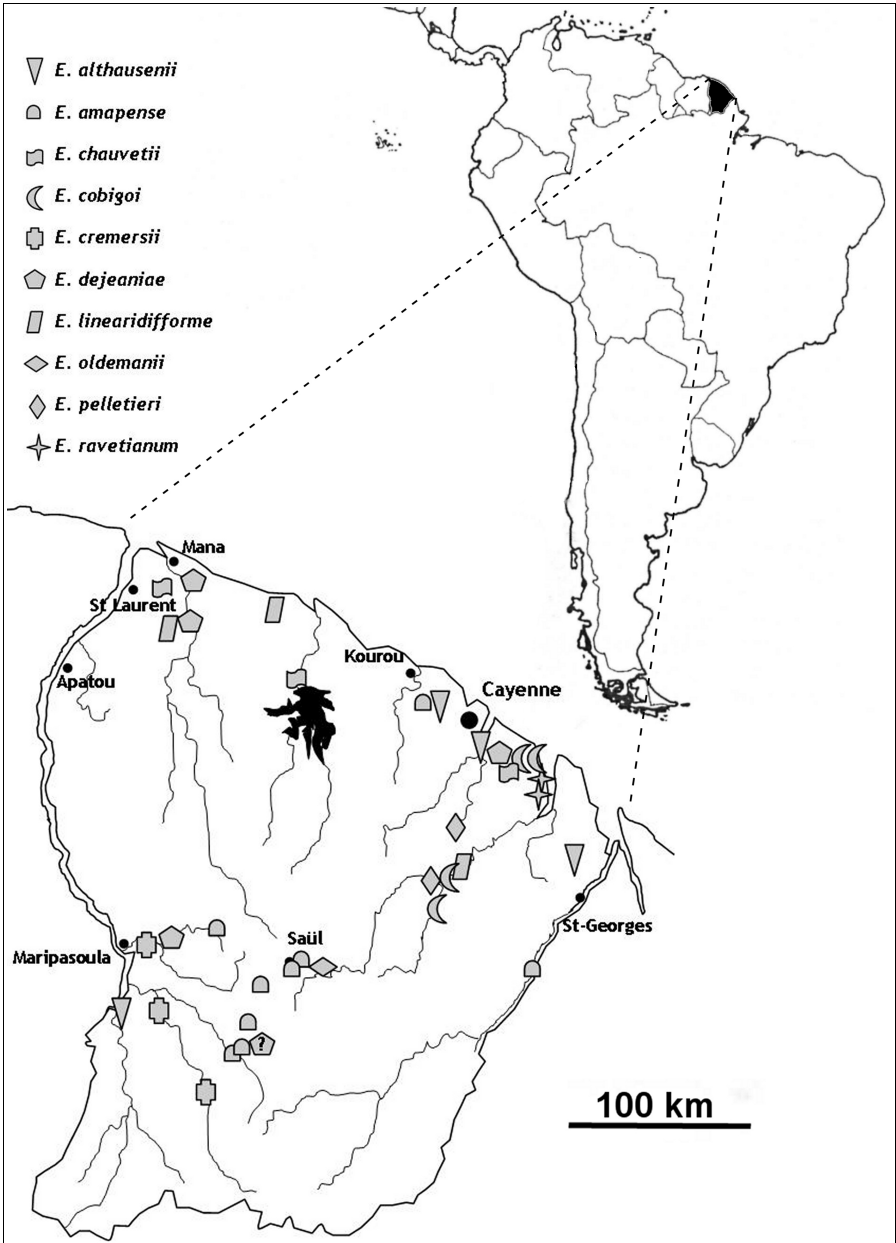 E. althausenii
E. amapense
E. chauvetii
E. cobigoi
E. cremersii
E. dejeaniae
E. linearidifforme
E. oldemanii
E. pelletieri
E. ravetianum
Mana
St Laurent
Apatou
Kourou
Cayenne
Maripasoula
Saül
St-Georges
?
100 km